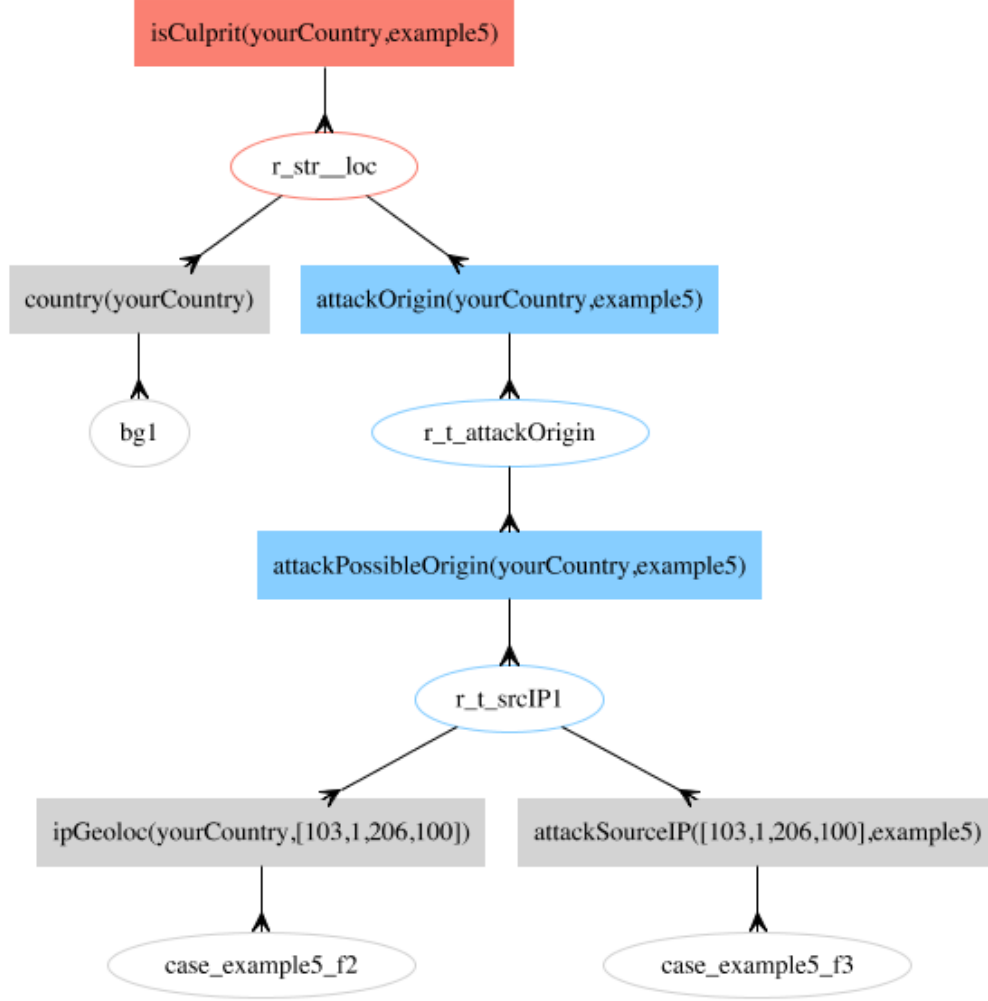 isCulprit(yourCountry,example5)
r_str__loc
country(yourCountry)
attackOrigin(yourCountry,example5)
bg1
r_t_attackOrigin
attackPossibleOrigin(yourCountry,example5)
r_t_srcIP1
ipGeoloc(yourCountry,[103,1,206,100])
attackSourceIP([103,1,206,100],example5)
case_example5_f2
case_example5_f3